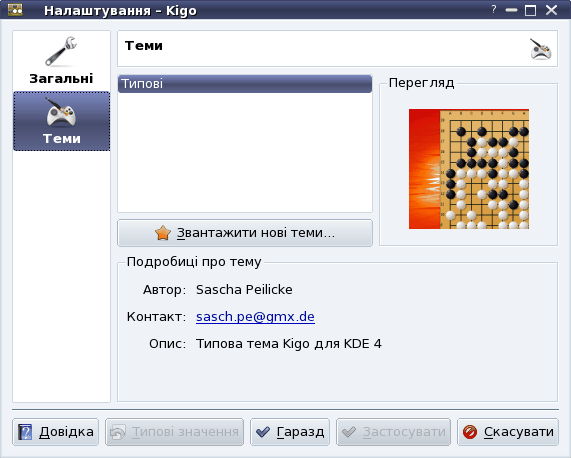 Налаштування – Kigo
Загальні
Теми
Теми
Типові
Звантажити нові теми...
Перегляд
Подробиці про тему
Автор: Sascha Peilicke
Контакт: sasch.pe@gmx.de
Опис: Типова тема Kigo для KDE 4
Довідка
Типові значення
Гаразд
Застосувати
Скасувати